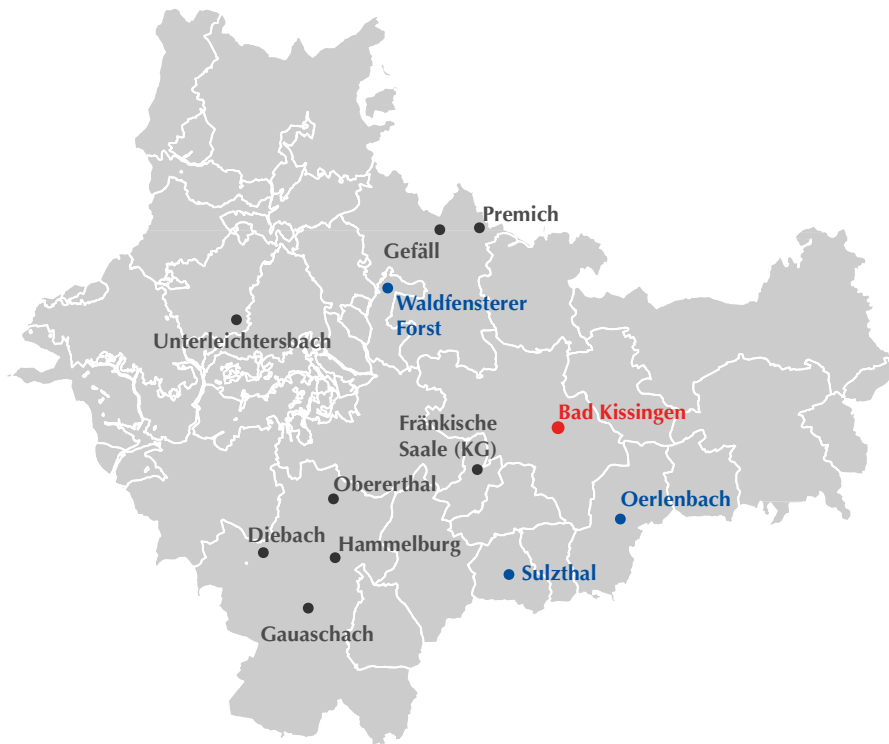 Premich
Gefäll
Waldfensterer
Forst
Unterleichtersbach
Bad Kissingen
Fränkische
Saale (KG)
Obererthal
Oerlenbach
Diebach
Hammelburg
Sulzthal
Gauaschach